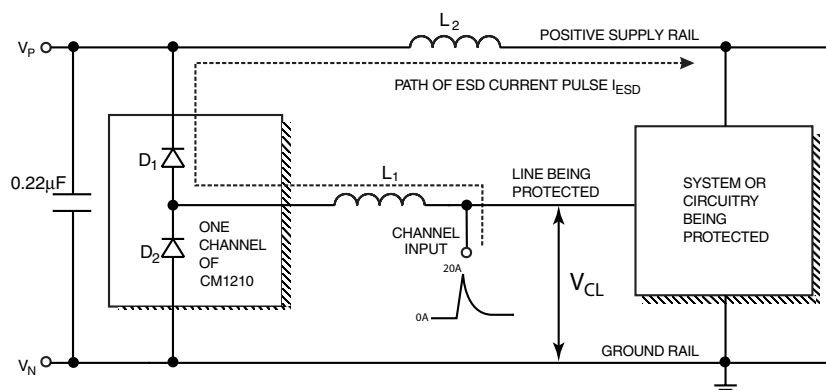 L2
VP
POSITIVE SUPPLY RAIL
PATH OF ESD CURRENT PULSE IESD
D1
L1
0.22µF
LINE BEING
PROTECTED
SYSTEM OR
CIRCUITRY
BEING
PROTECTED
ONE
CHANNEL
OF
CM1210
D2
CHANNEL
INPUT
20A
VCL
0A
GROUND RAIL
VN